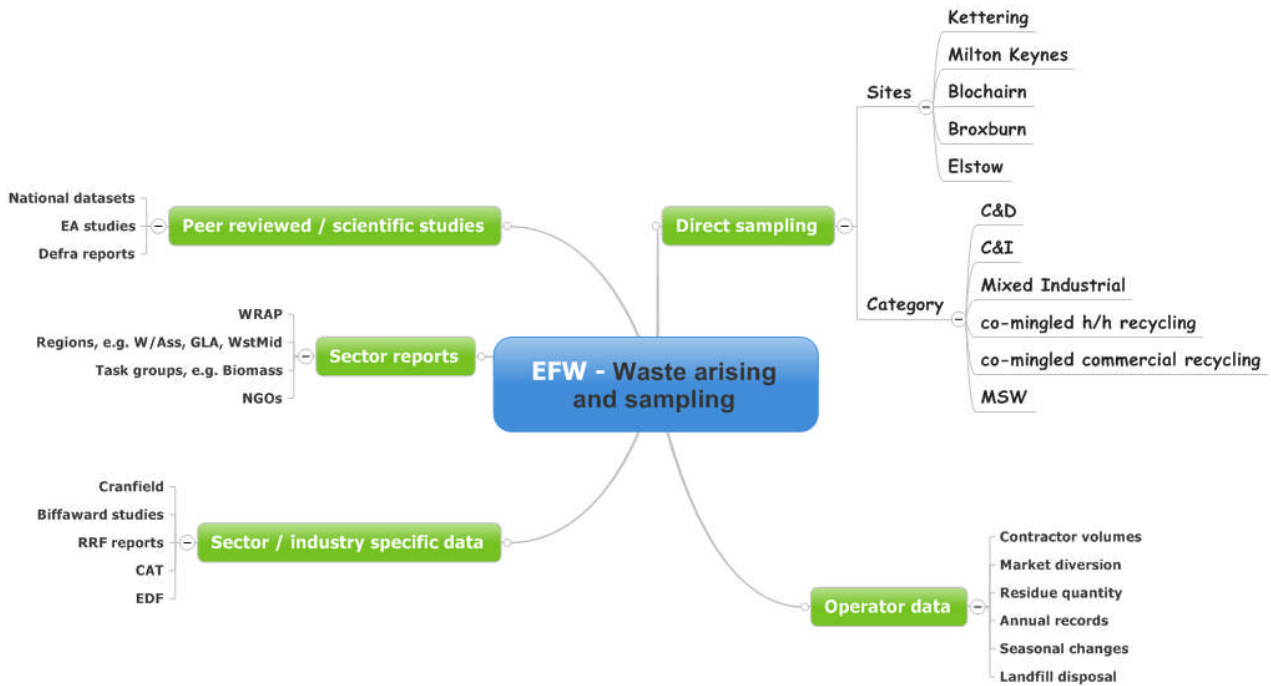 EFW - Waste arising
and sampling
Peer reviewed / scientific studies
National datasets
EA studies
Defra reports
Sector reports
WRAP
Regions, e.g. W/Ass, GLA, WstMid
Task groups, e.g. Biomass
NGOs
Sector / industry specific data
Cranfield
Biffaward studies
RRF reports
CAT
EDF
Direct sampling
Sites
Kettering
Milton Keynes
Blochairn
Broxburn
Elstow
Category
C&D
C&I
Mixed Industrial
co-mingled h/h recycling
co-mingled commercial recycling
MSW
Operator data
Contractor volumes
Market diversion
Residue quantity
Annual records
Seasonal changes
Landfill disposal